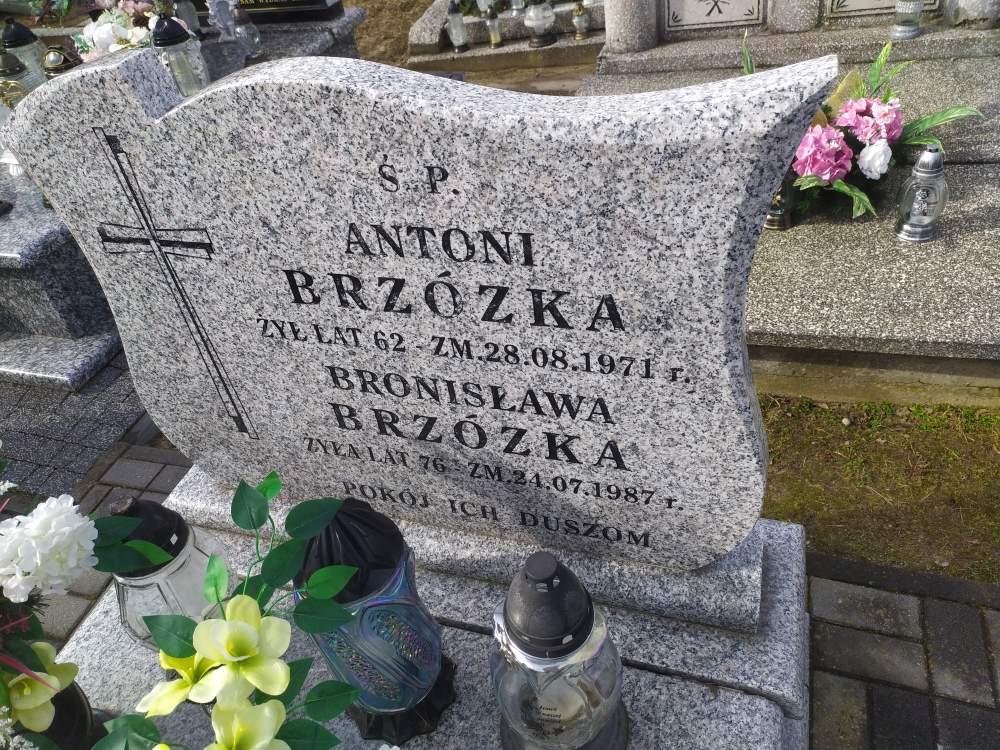 Ś. P.
ANTONI
BRZÓZKA
ŻYŁ LAT 62 - ZM. 28.08.1971 r.
BRONISŁAWA
BRZÓZKA
ŻYŁA LAT 76 - ZM. 24.07.1987 r.
POKÓJ ICH DUSZOM